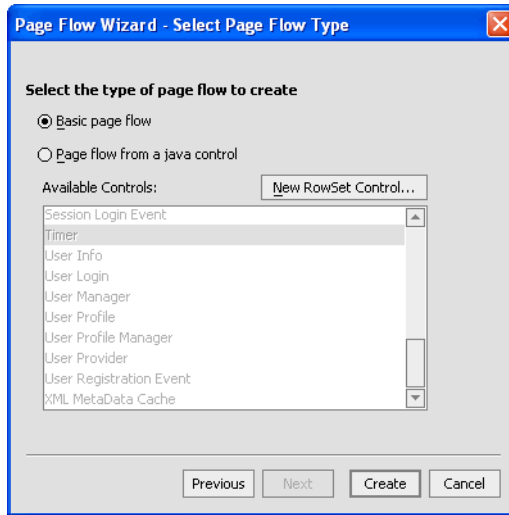 Page Flow Wizard - Select Page Flow Type
Select the type of page flow to create
Basic page flow
Page flow from a java control
Available Controls:
New RowSet Control...
Session Login Event
Timer
User Info
User Login
User Manager
User Profile
User Profile Manager
User Provider
User Registration Event
XML MetaData Cache
Previous
Next
Create
Cancel